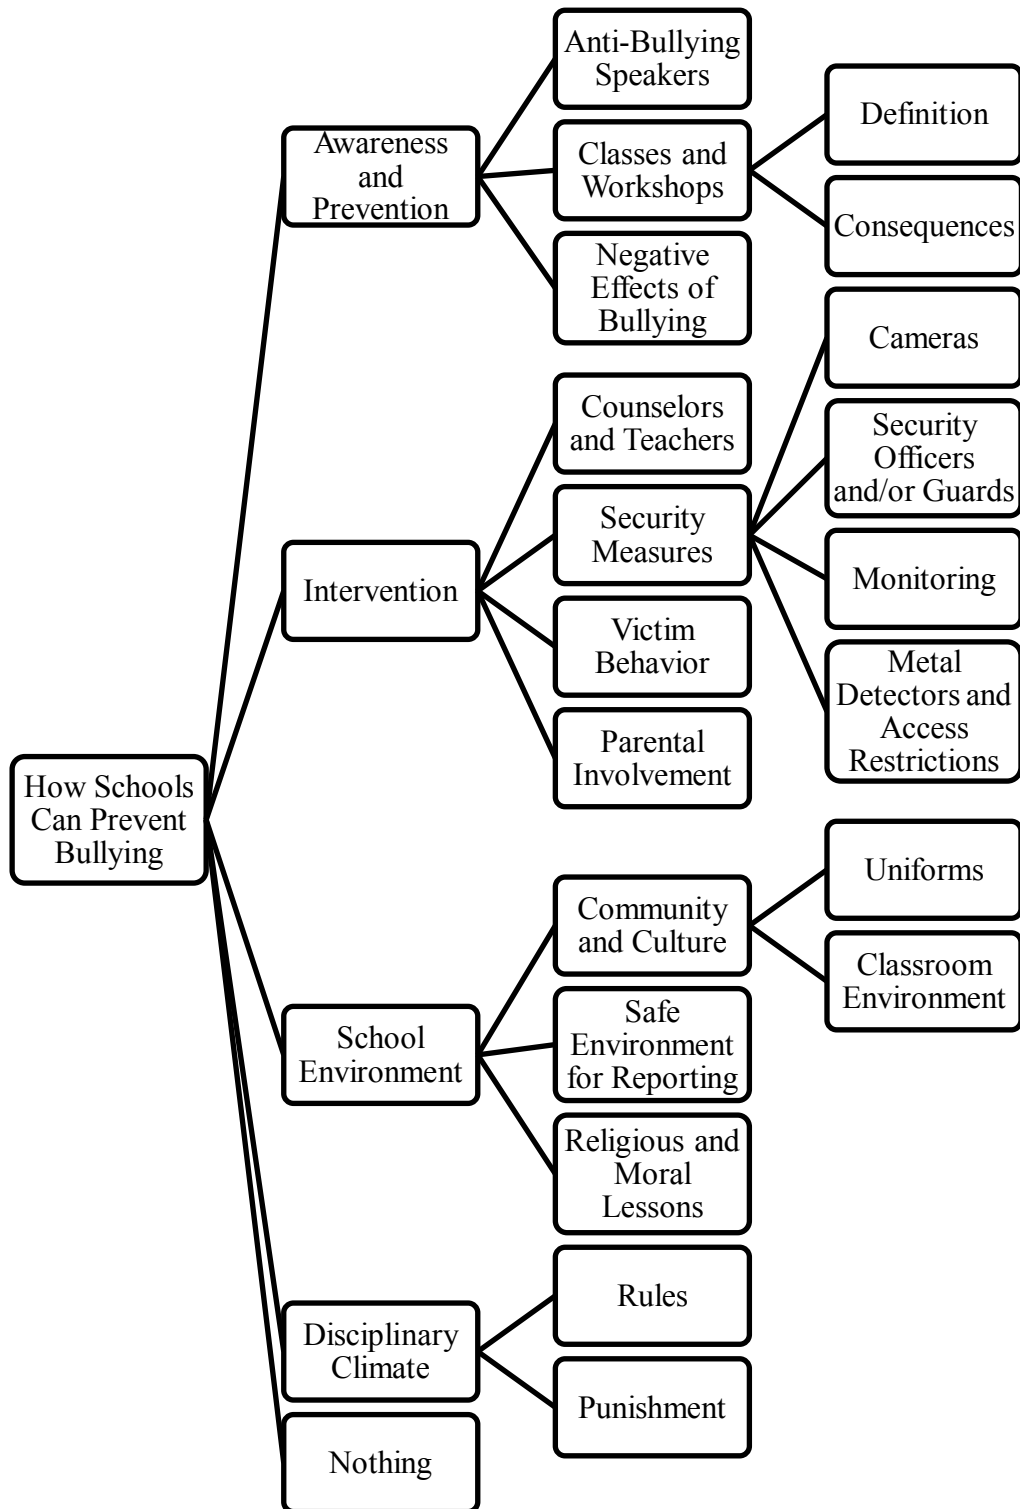 How Schools
Can Prevent
Bullying
Awareness
and
Prevention
Anti-Bullying
Speakers
Classes and
Workshops
Definition
Consequences
Negative
Effects of
Bullying
Intervention
Counselors
and Teachers
Security
Measures
Cameras
Security
Officers
and/or Guards
Monitoring
Metal
Detectors and
Access
Restrictions
Victim
Behavior
Parental
Involvement
School
Environment
Community
and Culture
Uniforms
Classroom
Environment
Safe
Environment
for Reporting
Religious and
Moral
Lessons
Disciplinary
Climate
Rules
Punishment
Nothing